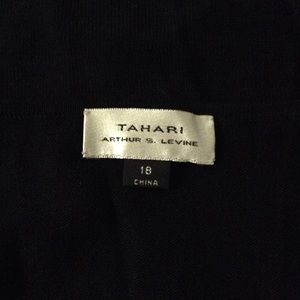 TAHARI
ARTHUR S. LEVINE
18
CHINA